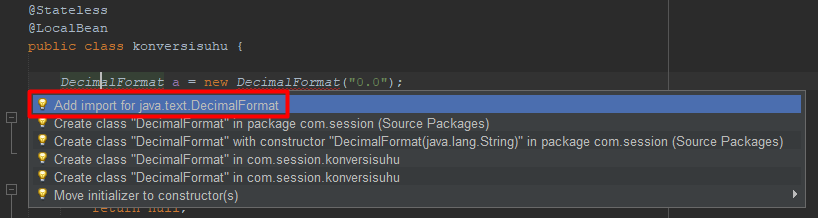 @Stateless
@LocalBean
public class konversisuhu {
DecimalFormat a = new DecimalFormat("0.0");
Add import for java.text.DecimalFormat
Create class "DecimalFormat" in package com.session (Source Packages)
Create class "DecimalFormat" with constructor "DecimalFormat(java.lang.String)" in package com.session (Source Packages)
Create class "DecimalFormat" in com.session.konversisuhu
Create class "DecimalFormat" in com.session.konversisuhu
Move initializer to constructor(s)
return null;